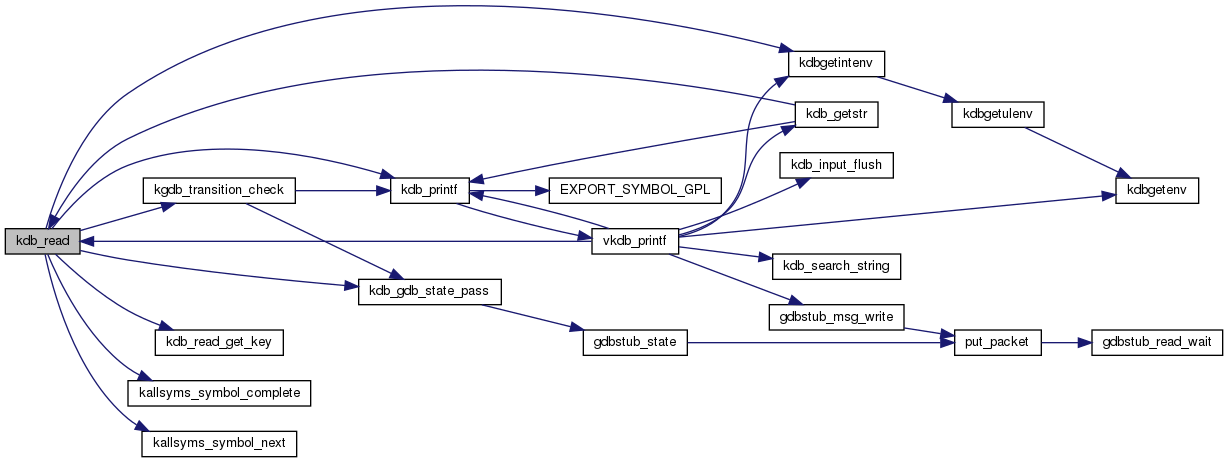 kdbgetintenv
kdb_getstr
kdbgetulenv
kdb_input_flush
kgdb_transition_check
kdb_printf
EXPORT_SYMBOL_GPL
kdbgetenv
kdb_read
vkdb_printf
kdb_search_string
kdb_gdb_state_pass
gdbstub_msg_write
kdb_read_get_key
gdbstub_state
put_packet
gdbstub_read_wait
kallsyms_symbol_complete
kallsyms_symbol_next